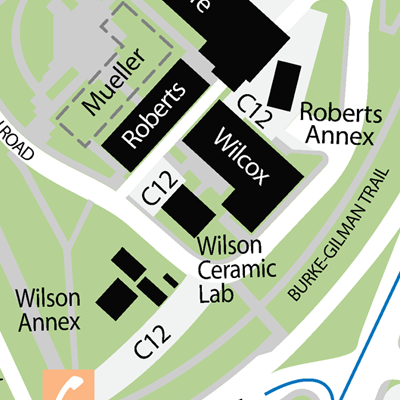 Mueller
Roberts
C12
Roberts
Annex
Wilcox
ROAD
C12
Wilson
Ceramic
Lab
BURKE-GILMAN TRAIL
Wilson
Annex
C12